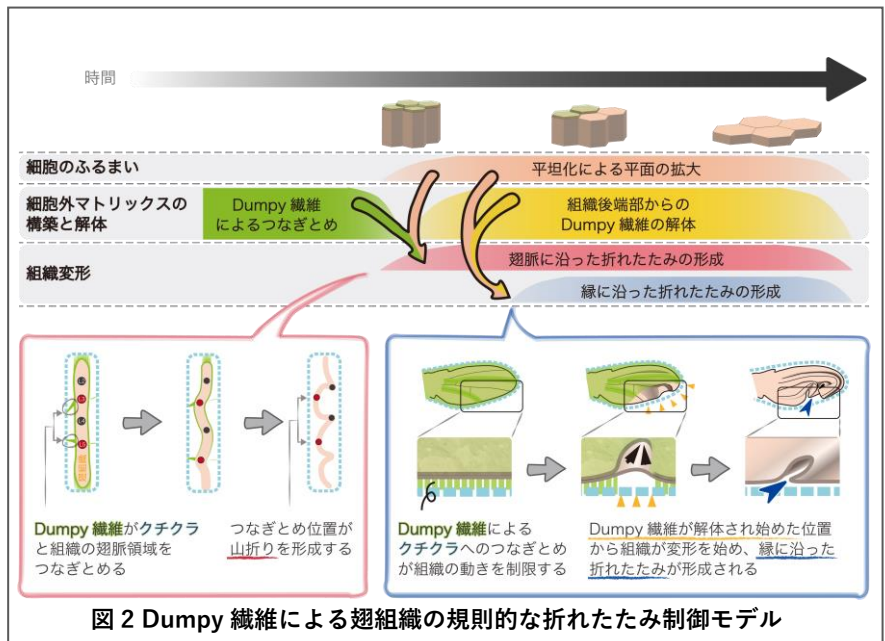 時間
細胞のふるまい
平坦化による平面の拡大
細胞外マトリックスの
構築と解体
Dumpy 繊維
によるつなぎとめ
組織後端部からの
Dumpy 繊維の解体
組織変形
翅脈に沿った折れたたみの形成
縁に沿った折れたたみの形成
Dumpy 繊維がクチクラ
と組織の翅脈領域を
つなぎとめる
つなぎとめ位置が
山折りを形成する
Dumpy 繊維による
クチクラへのつなぎとめ
が組織の動きを制限する
Dumpy 繊維が解体され始めた位置
から組織が変形を始め、縁に沿った
折れたたみが形成される
図 2 Dumpy 繊維による翅組織の規則的な折れたたみ制御モデル